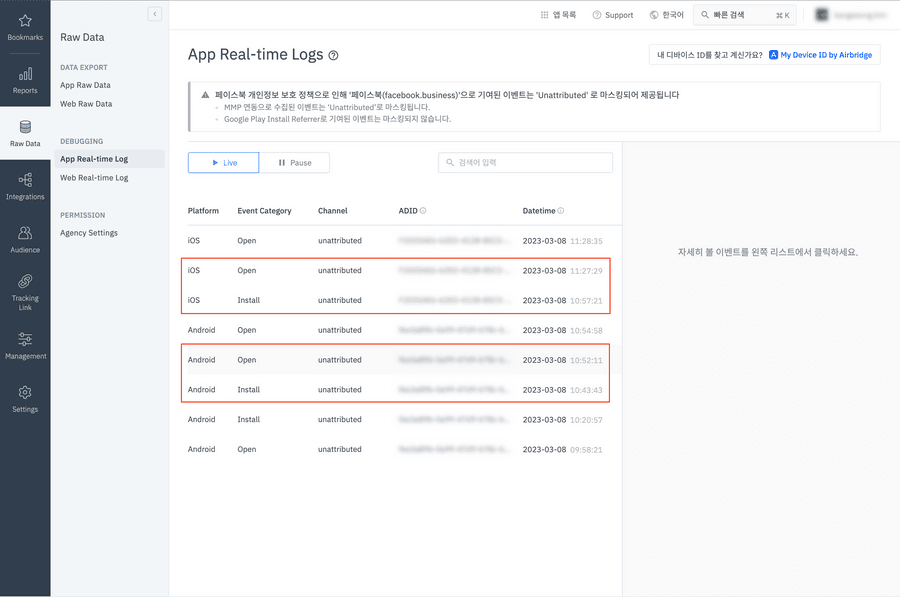 앱 목록
Support
한국어
빠른 검색
⌘ K
Bookmarks
Reports
Raw Data
Integrations
Audience
Tracking
Link
Management
Settings
Raw Data
DATA EXPORT
App Raw Data
Web Raw Data
DEBUGGING
App Real-time Log
Web Real-time Log
PERMISSION
Agency Settings
App Real-time Logs
내 디바이스 ID를 찾고 계신가요? My Device ID by Airbridge
페이스북 개인정보 보호 정책으로 인해 '페이스북(facebook.business)'으로 기여된 이벤트는 'Unattributed' 로 마스킹되어 제공됩니다
- MMP 연동으로 수집된 이벤트는 'Unattributed'로 마스킹됩니다.
- Google Play Install Referrer로 기여된 이벤트는 마스킹되지 않습니다.
Live
Pause
검색어 입력
Platform Event Category Channel ADID Datetime
iOS Open unattributed 2023-03-08 11:28:35
iOS Open unattributed 2023-03-08 11:27:29
iOS Install unattributed 2023-03-08 10:57:21
Android Open unattributed 2023-03-08 10:54:58
Android Open unattributed 2023-03-08 10:52:11
Android Install unattributed 2023-03-08 10:43:43
Android Install unattributed 2023-03-08 10:20:57
Android Open unattributed 2023-03-08 09:58:21
자세히 볼 이벤트를 왼쪽 리스트에서 클릭하세요.